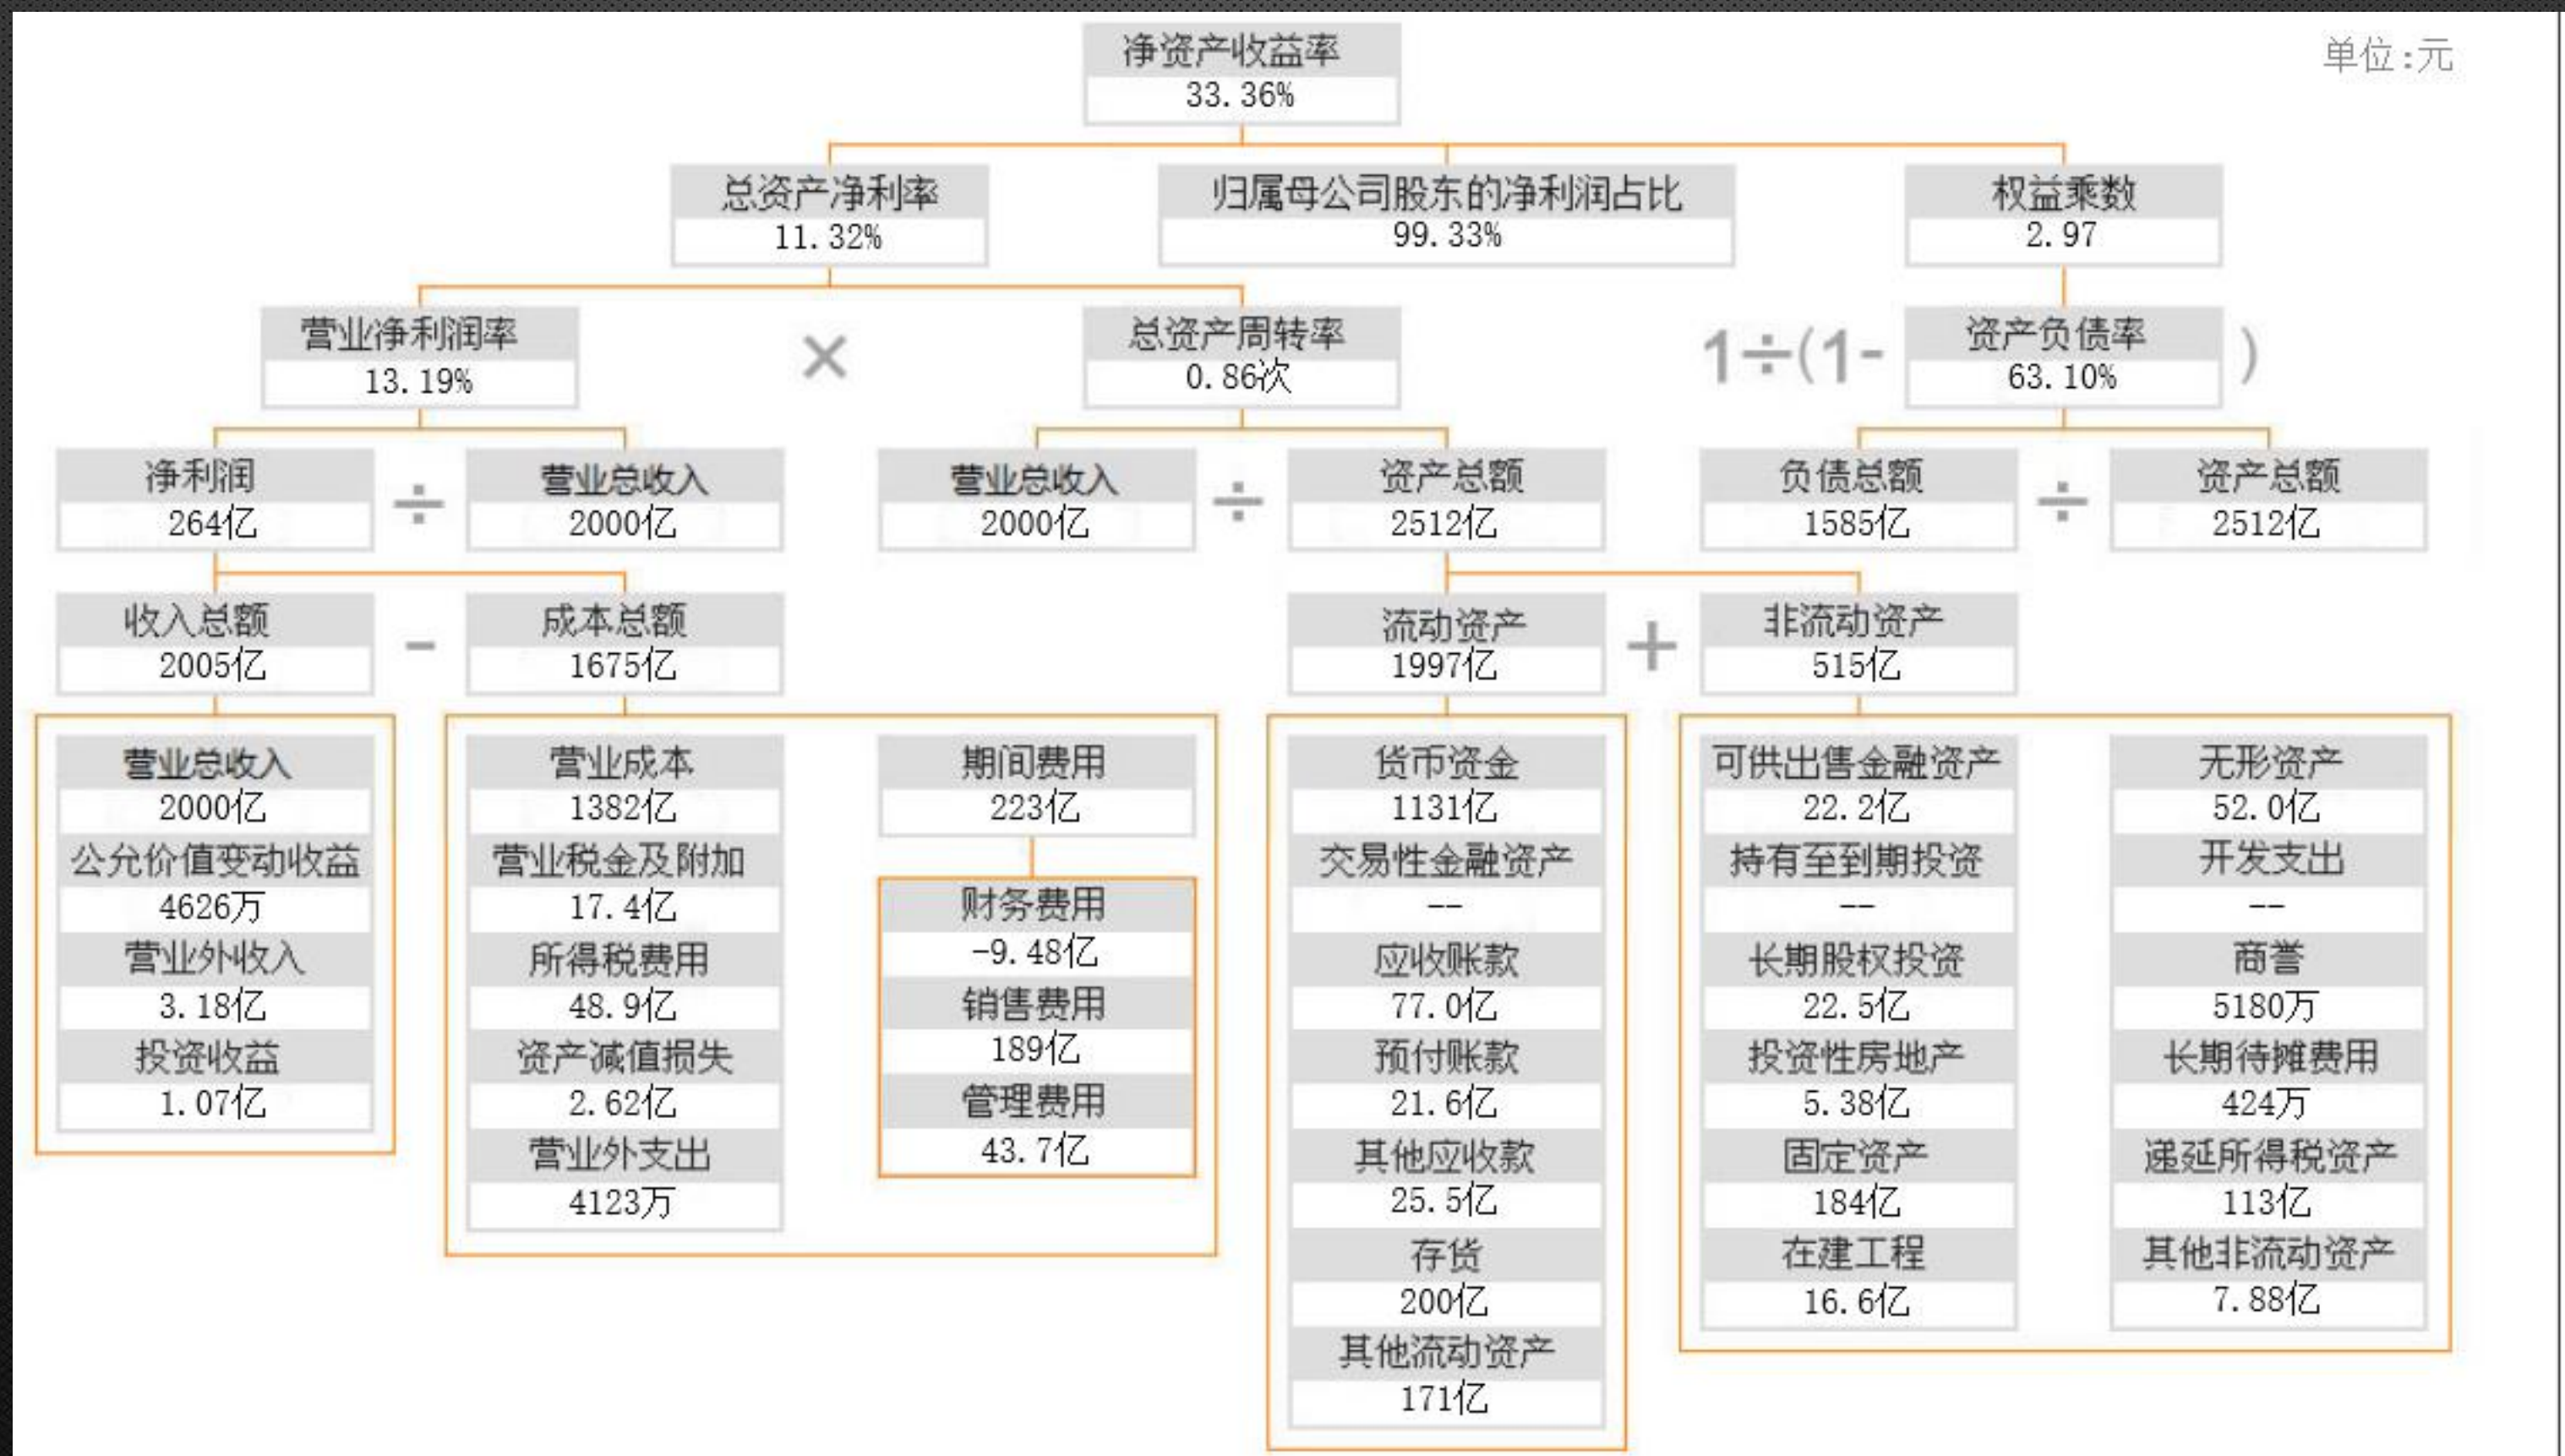 净资产收益率
单位:元
33.36%
总资产净利率
归属母公司股东的净利润占比
权益乘数
11.32%
99.33%
2.97
营业净利润率
×
总资产周转率
1÷(1-
资产负债率
)
13.19%
0.86次
63.10%
净利润
÷
营业总收入
营业总收入
÷
资产总额
负债总额
÷
资产总额
264亿
2000亿
2000亿
2512亿
1585亿
2512亿
收入总额
-
成本总额
流动资产
+
非流动资产
2005亿
1675亿
1997亿
515亿
营业总收入
2000亿
公允价值变动收益
4626万
营业外收入
3.18亿
投资收益
1.07亿
营业成本
1382亿
营业税金及附加
17.4亿
所得税费用
48.9亿
资产减值损失
2.62亿
营业外支出
4123万
期间费用
223亿
财务费用
-9.48亿
销售费用
189亿
管理费用
43.7亿
货币资金
1131亿
交易性金融资产
--
应收账款
77.0亿
预付账款
21.6亿
其他应收款
25.5亿
存货
200亿
其他流动资产
171亿
可供出售金融资产
22.2亿
持有至到期投资
--
长期股权投资
22.5亿
投资性房地产
5.38亿
固定资产
184亿
在建工程
16.6亿
无形资产
52.0亿
开发支出
--
商誉
5180万
长期待摊费用
424万
递延所得税资产
113亿
其他非流动资产
7.88亿